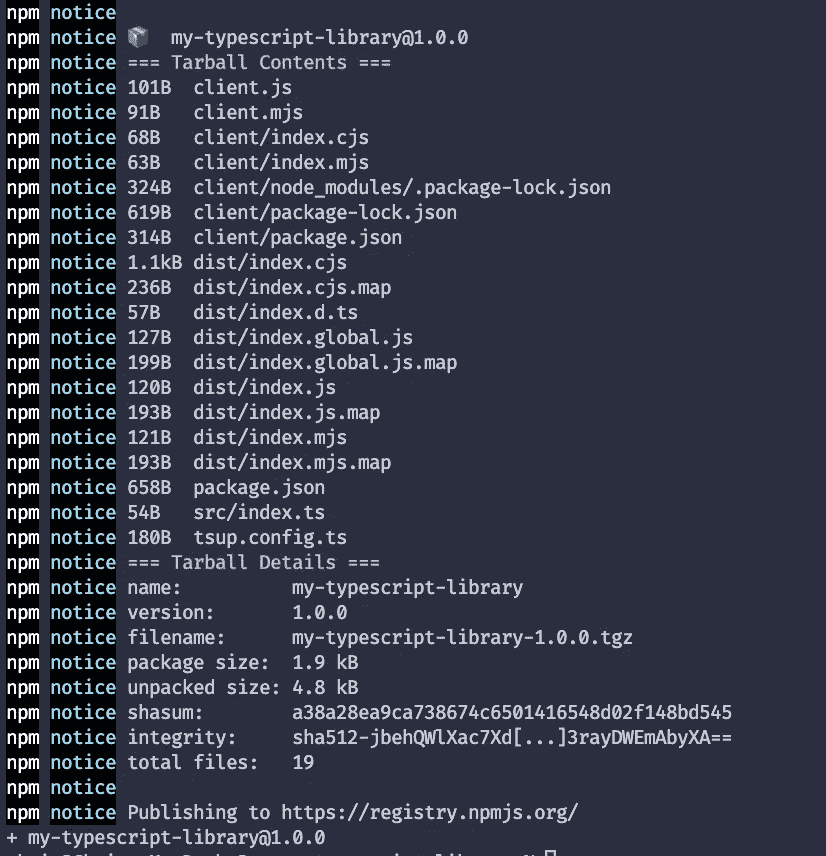 npm notice
npm notice 📦  my-typescript-library@1.0.0
npm notice === Tarball Contents ===
npm notice 101B  client.js
npm notice 91B   client.mjs
npm notice 68B   client/index.cjs
npm notice 63B   client/index.mjs
npm notice 324B  client/node_modules/.package-lock.json
npm notice 619B  client/package-lock.json
npm notice 314B  client/package.json
npm notice 1.1kB dist/index.cjs
npm notice 236B  dist/index.cjs.map
npm notice 57B   dist/index.d.ts
npm notice 127B  dist/index.global.js
npm notice 199B  dist/index.global.js.map
npm notice 120B  dist/index.js
npm notice 193B  dist/index.js.map
npm notice 121B  dist/index.mjs
npm notice 193B  dist/index.mjs.map
npm notice 658B  package.json
npm notice 54B   src/index.ts
npm notice 180B  tsup.config.ts
npm notice === Tarball Details ===
npm notice name:          my-typescript-library
npm notice version:       1.0.0
npm notice filename:      my-typescript-library-1.0.0.tgz
npm notice package size:  1.9 kB
npm notice unpacked size: 4.8 kB
npm notice shasum:        a38a28ea9ca738674c6501416548d02f148bd545
npm notice integrity:     sha512-jbehQWlXac7Xd[...]3rayDWEmAbyXA==
npm notice total files:   19
npm notice
npm notice Publishing to https://registry.npmjs.org/
+ my-typescript-library@1.0.0